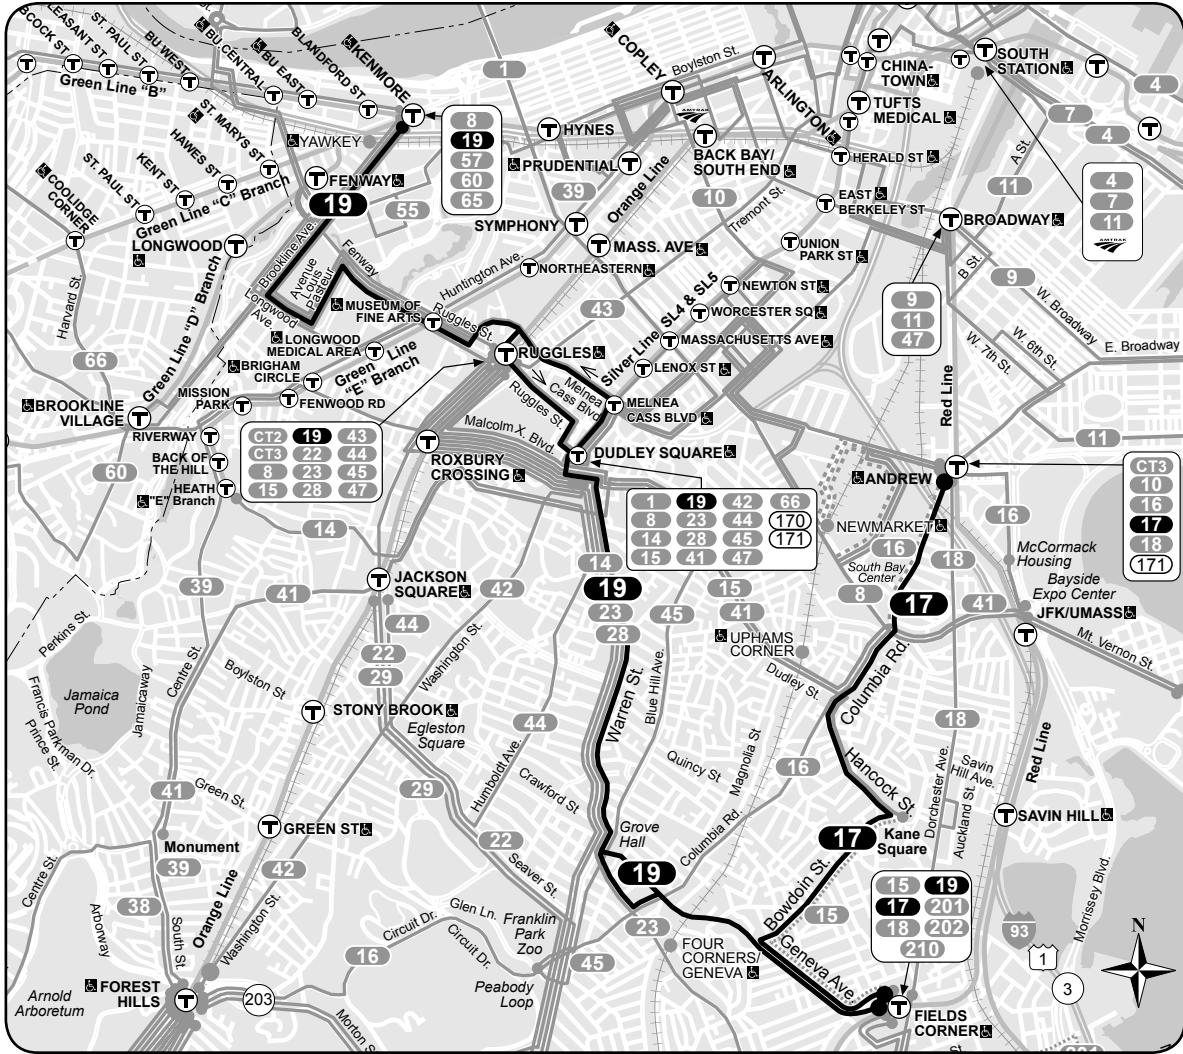 BCOCK ST
PLEASANT ST
ST. PAUL ST
BU WEST
BU CENTRAL
BU EAST
BLANDFORD ST
KENMORE
Green Line "B"
1
COPLEY
Boylston St.
ARLINGTON
CHINA-
TOWN
SOUTH
STATION
4
7
4
TUFTS
MEDICAL
AMTRAK
HYNES
8
19
57
60
65
YAWKEY
ST. MARYS ST
HAWES ST
KENT ST
ST. PAUL ST
COOLIDGE
CORNER
Green Line "C" Branch
FENWAY
19
55
PRUDENTIAL
39
Orange Line
BACK BAY/
SOUTH END
10
Tremont St.
HERALD ST
EAST
BERKELEY ST
A St.
11
4
7
11
AMTRAK
BROADWAY
B St.
9
W. Broadway
E. Broadway
W. 6th St.
W. 7th St.
9
11
47
LONGWOOD
Green Line "D" Branch
Harvard St.
66
Brookline Ave.
Avenue
Louis
Pasteur
Longwood
Ave.
Fenway
SYMPHONY
MASS. AVE
UNION
PARK ST
NORTHEASTERN
Huntington Ave.
43
NEWTON ST
WORCESTER SQ
MASSACHUSETTS AVE
LENOX ST
Silver Line SL4 & SL5
MUSEUM OF
FINE ARTS
Ruggles St.
RUGGLES
LONGWOOD
MEDICAL AREA
BRIGHAM
CIRCLE
Green Line
"E" Branch
FENWOOD RD
MISSION
PARK
BROOKLINE
VILLAGE
RIVERWAY
BACK OF
THE HILL
HEATH
"E" Branch
60
CT2 19 43
CT3 22 44
8 23 45
15 28 47
Ruggles St.
Melnea
Cass Blvd
MELNEA
CASS BLVD
Malcolm X. Blvd.
ROXBURY
CROSSING
DUDLEY SQUARE
1 19 42 66
8 23 44 170
14 28 45 171
15 41 47
Red Line
11
ANDREW
CT3
10
16
17
18
171
NEWMARKET
16
South Bay
Center
8
18
16
McCormack
Housing
Bayside
Expo Center
JFK/UMASS
41
Mt. Vernon St.
17
14
39
41
JACKSON
SQUARE
44
22
29
42
14
19
23
28
45
15
41
UPHAMS
CORNER
Dudley St.
Columbia Rd.
Perkins St.
Jamaica
Pond
Jamaicaway
Francis Parkman Dr.
Prince St.
Centre St.
Boylston St
STONY BROOK
Washington St.
Egleston
Square
44
Warren St.
Blue Hill Ave.
Quincy St
Magnolia St
16
18
Hancock St.
Savin
Hill Ave.
Red Line
Dorchester Ave.
Auckland St.
SAVIN HILL
41
Green St.
GREEN ST
29
Humboldt Ave.
Crawford St
Grove
Hall
Columbia Rd.
17
Kane
Square
Monument
39
42
22
Seaver St.
19
Bowdoin St.
15
15 19
17 201
18 202
210
Morrissey Blvd.
93
1
3
N
Centre St.
38
Arborway
South St.
Orange Line
Washington St.
Circuit Dr.
Glen Ln.
Circuit Dr.
Franklin
Park
Zoo
16
45
Peabody
Loop
23
FOUR
CORNERS/
GENEVA
Geneva Ave
FIELDS
CORNER
Arnold
Arboretum
FOREST
HILLS
203
Morton St.